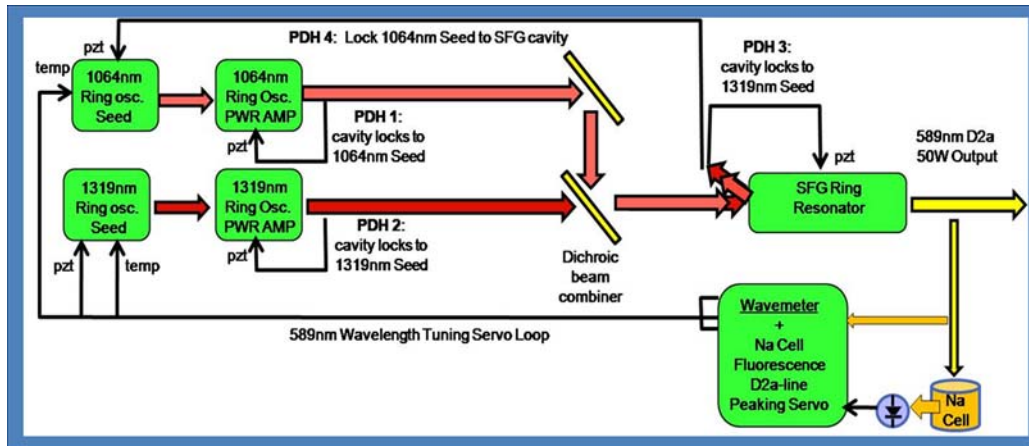 PDH 4: Lock 1064nm Seed to SFG cavity
pzt
temp
1064nm
Ring osc.
Seed
1064nm
Ring Osc.
PWR AMP
pzt
PDH 1:
cavity locks to
1064nm Seed
PDH 3:
cavity locks to
1319nm Seed
pzt
589nm D2a
50W Output
SFG Ring
Resonator
1319nm
Ring osc.
Seed
pzt
temp
1319nm
Ring Osc.
PWR AMP
pzt
PDH 2:
cavity locks to
1319nm Seed
Dichroic
beam
combiner
589nm Wavelength Tuning Servo Loop
Wavemeter
+
Na Cell
Fluorescence
D2a-line
Peaking Servo
Na
Cell